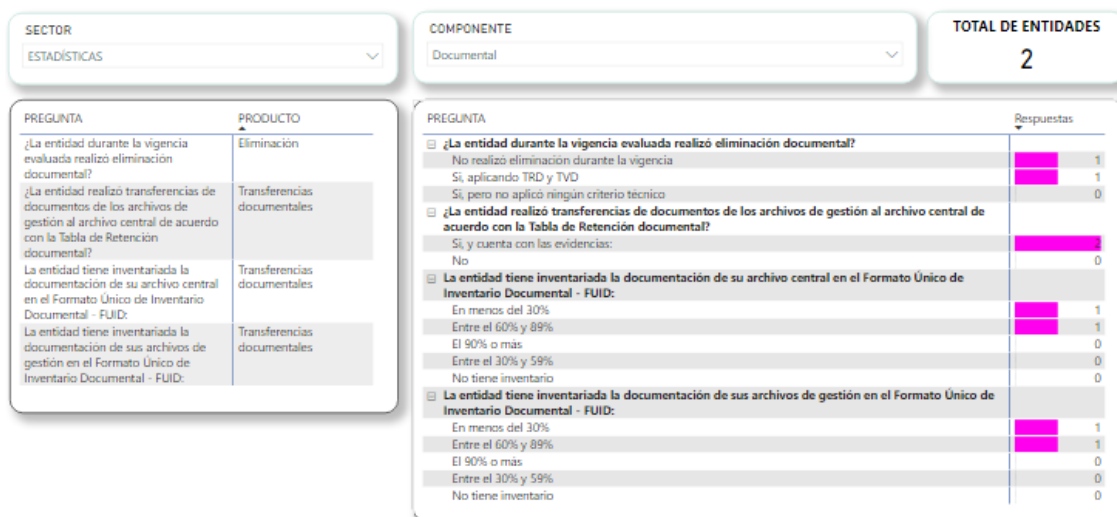 SECTOR
ESTADÍSTICAS
COMPONENTE
Documental
TOTAL DE ENTIDADES
2
PREGUNTA PRODUCTO
¿La entidad durante la vigencia Eliminación
evaluada realizó eliminación
documental?
¿La entidad realizó transferencias de Transferencias
documentos de los archivos de documentales
gestión al archivo central de acuerdo
con la Tabla de Retención
documental?
La entidad tiene inventariada la Transferencias
documentación de su archivo central documentales
en el Formato Único de Inventario
Documental - FUID:
La entidad tiene inventariada la Transferencias
documentación de sus archivos de documentales
gestión en el Formato Único de
Inventario Documental - FUID:
PREGUNTA Respuestas
¿La entidad durante la vigencia evaluada realizó eliminación documental?
No realizó eliminación durante la vigencia 1
Si, aplicando TRD y TVD 1
Si, pero no aplicó ningún criterio técnico 0
¿La entidad realizó transferencias de documentos de los archivos de gestión al archivo central de
acuerdo con la Tabla de Retención documental?
Si, y cuenta con las evidencias: 2
No 0
La entidad tiene inventariada la documentación de su archivo central en el Formato Único de
Inventario Documental - FUID:
En menos del 30% 1
Entre el 60% y 89% 1
El 90% o más 0
Entre el 30% y 59% 0
No tiene inventario 0
La entidad tiene inventariada la documentación de sus archivos de gestión en el Formato Único de
Inventario Documental - FUID:
En menos del 30% 1
Entre el 60% y 89% 1
El 90% o más 0
Entre el 30% y 59% 0
No tiene inventario 0